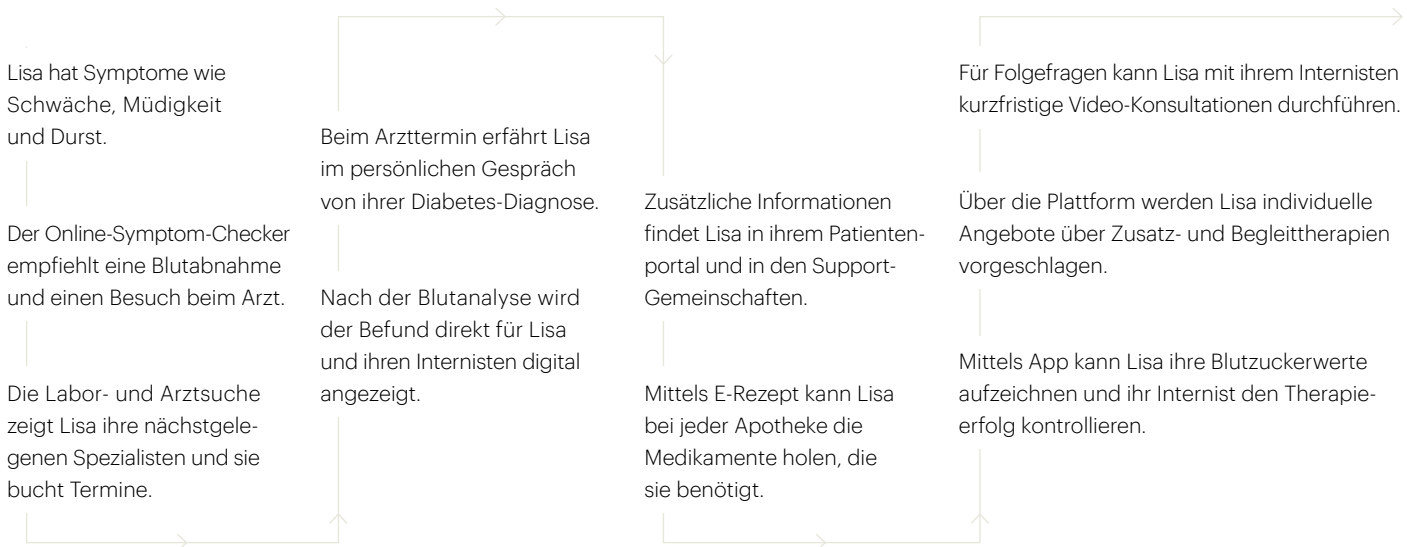 Lisa hat Symptome wie
Schwäche, Müdigkeit
und Durst.
Der Online-Symptom-Checker
empfiehlt eine Blutabnahme
und einen Besuch beim Arzt.
Die Labor- und Arztsuche
zeigt Lisa ihre nächstgele-
genen Spezialisten und sie
bucht Termine.
Nach der Blutanalyse wird
der Befund direkt für Lisa
und ihren Internisten digital
angezeigt.
Beim Arzttermin erfährt Lisa
im persönlichen Gespräch
von ihrer Diabetes-Diagnose.
Zusätzliche Informationen
findet Lisa in ihrem Patienten-
portal und in den Support-
Gemeinschaften.
Mittels E-Rezept kann Lisa
bei jeder Apotheke die
Medikamente holen, die
sie benötigt.
Mittels App kann Lisa ihre Blutzuckerwerte
aufzeichnen und ihr Internist den Therapie-
erfolg kontrollieren.
Über die Plattform werden Lisa individuelle
Angebote über Zusatz- und Begleittherapien
vorgeschlagen.
Für Folgefragen kann Lisa mit ihrem Internisten
kurzfristige Video-Konsultationen durchführen.